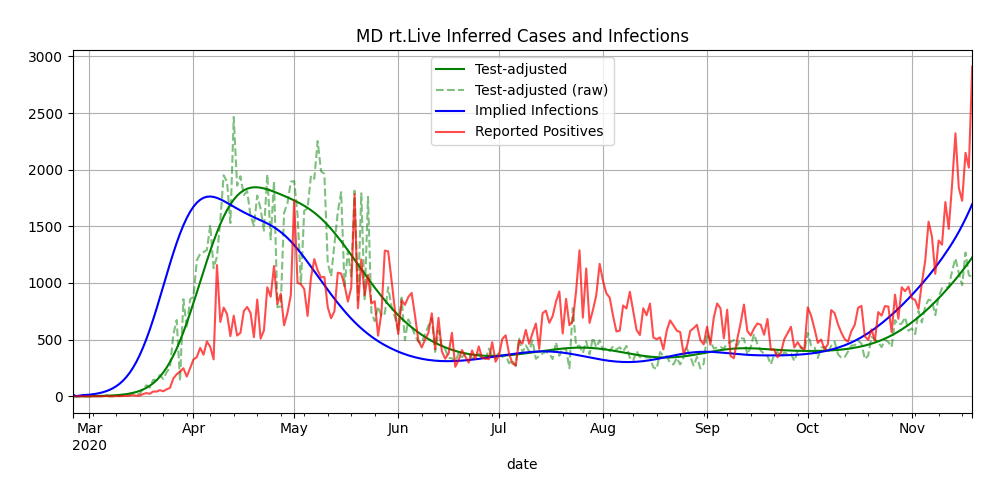 MD rt.Live Inferred Cases and Infections
3000
2500
2000
1500
1000
500
0
Test-adjusted
Test-adjusted (raw)
Implied Infections
Reported Positives
Mar Apr May Jun Jul Aug Sep Oct Nov
2020
date